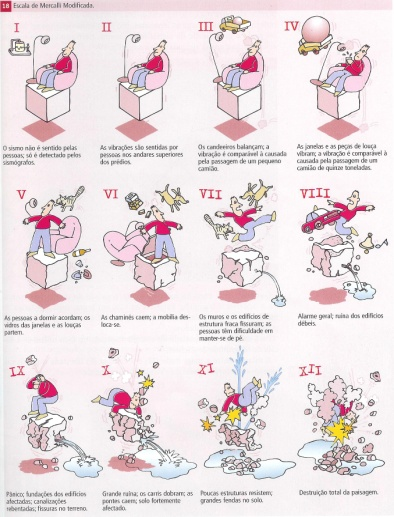 18 Escala de Mercalli Modificada.
I
II
III
IV
O sismo não é sentido pelas
pessoas; só é detectado pelos
sismógrafos.
As vibrações são sentidas por
pessoas nos andares superiores
dos prédios.
Os candeeiros balançam; a
vibração é comparável à causada
pela passagem de um pequeno
camião.
As janelas e as peças de louça
vibram; a vibração é comparável à
causada pela passagem de um
camião de quinze toneladas.
V
VI
VII
VIII
As pessoas a dormir acordam; os
vidros das janelas e as louças
partem.
As chaminés caem; a mobília des-
loca-se.
Os muros e os edifícios de
estrutura fraca fissuram; as
pessoas têm dificuldade em
manter-se de pé.
Alarme geral; ruína dos edifícios
débeis.
IX
X
XI
XII
Pânico; fundações dos edifícios
afectadas; canalizações
rebentadas; fissuras no terreno.
Grande ruína; os carris dobram; as
pontes caem; solo fortemente
afectado.
Poucas estruturas resistem;
grandes fendas no solo.
Destruição total da paisagem.